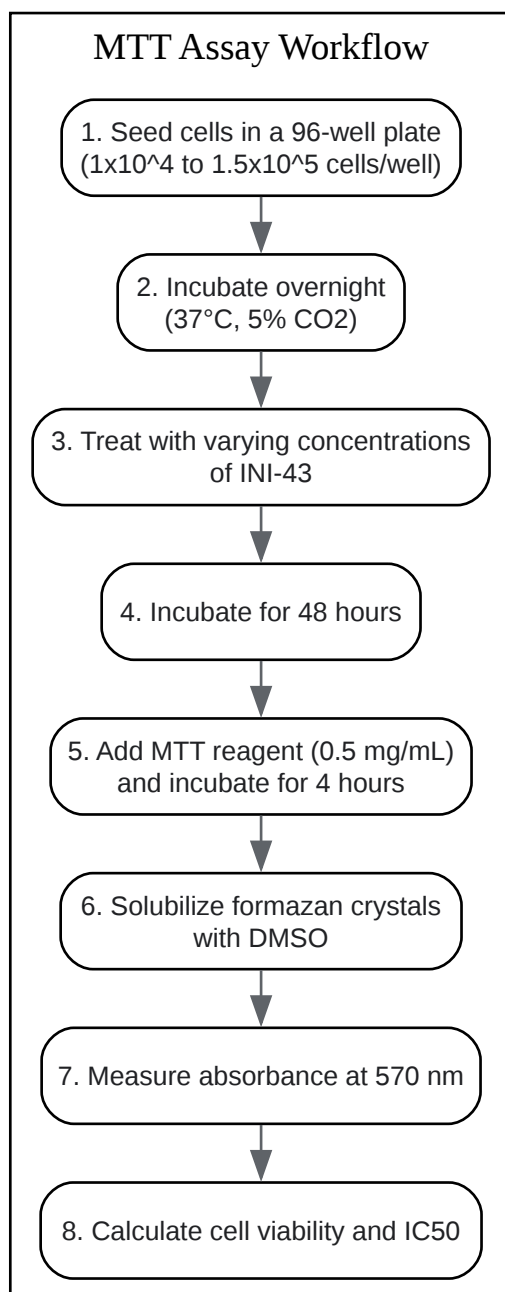 MTT Assay Workflow
1. Seed cells in a 96-well plate
(1x10^4 to 1.5x10^5 cells/well)
2. Incubate overnight
(37°C, 5% CO2)
3. Treat with varying concentrations
of INI-43
4. Incubate for 48 hours
5. Add MTT reagent (0.5 mg/mL)
and incubate for 4 hours
6. Solubilize formazan crystals
with DMSO
7. Measure absorbance at 570 nm
8. Calculate cell viability and IC50